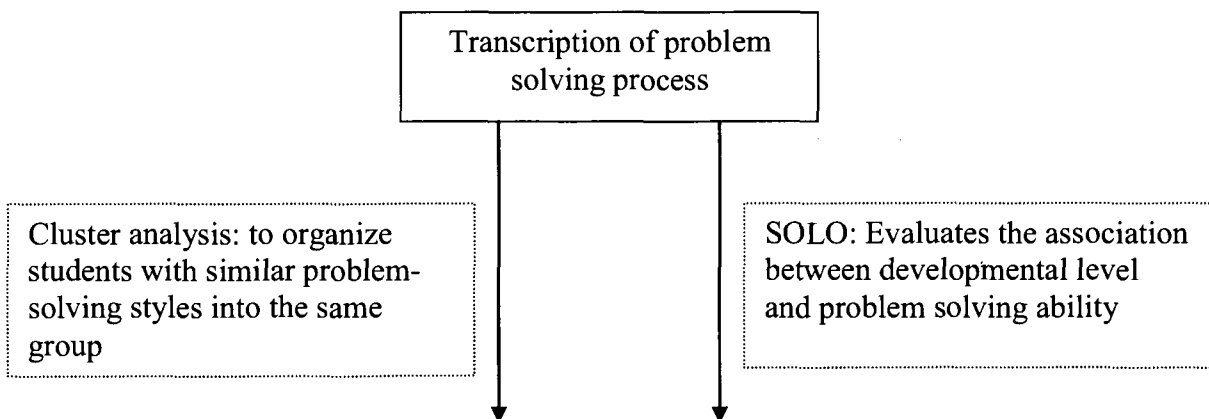 Transcription of problem
solving process
Cluster analysis: to organize
students with similar problem-
solving styles into the same
group
SOLO: Evaluates the association
between developmental level
and problem solving ability